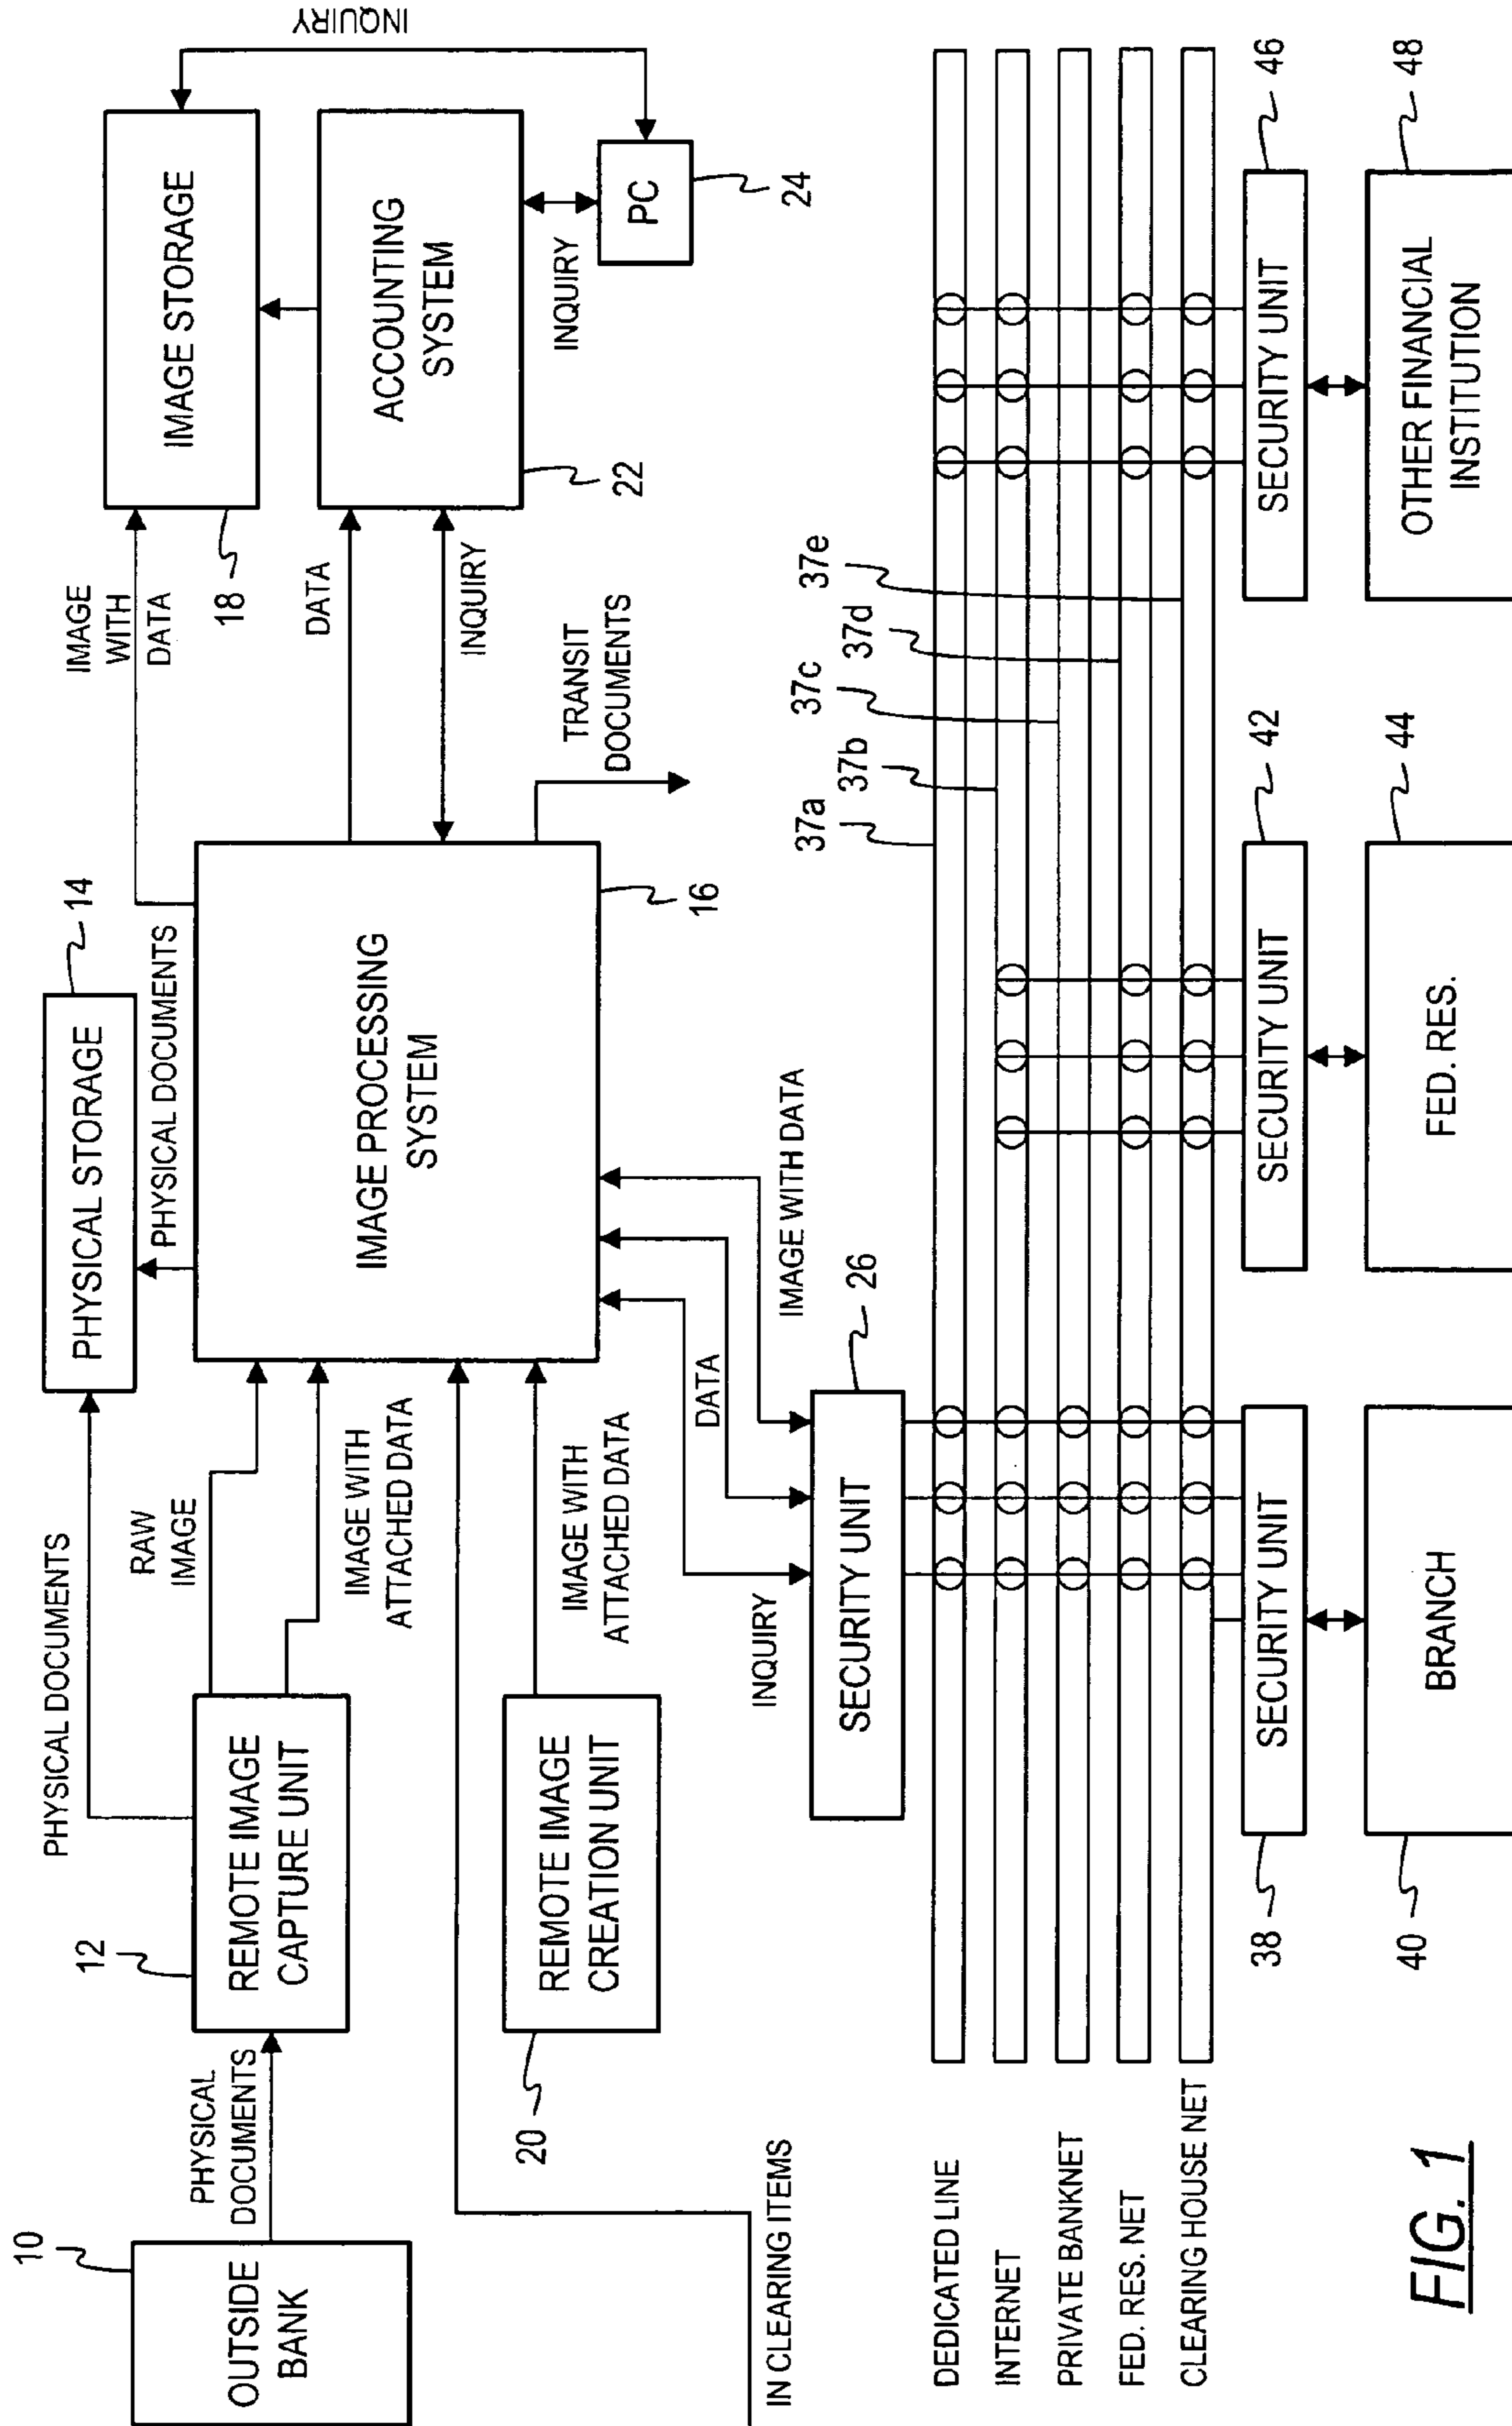 10
OUTSIDE
BANK
PHYSICAL
DOCUMENTS
12
REMOTE IMAGE
CAPTURE UNIT
PHYSICAL DOCUMENTS
RAW
IMAGE
IMAGE WITH
ATTACHED DATA
14
PHYSICAL STORAGE
PHYSICAL DOCUMENTS
IMAGE PROCESSING
SYSTEM
16
IMAGE
WITH
DATA
18
IMAGE STORAGE
INQUIRY
DATA
INQUIRY
22
ACCOUNTING
SYSTEM
INQUIRY
PC
24
TRANSIT
DOCUMENTS
20
REMOTE IMAGE
CREATION UNIT
IMAGE WITH
ATTACHED DATA
IN CLEARING ITEMS
INQUIRY
DATA
IMAGE WITH DATA
SECURITY UNIT
26
37a
37b
37c
37d
37e
DEDICATED LINE
INTERNET
PRIVATE BANKNET
FED. RES. NET
CLEARING HOUSE NET
38
SECURITY UNIT
SECURITY UNIT
42
SECURITY UNIT
46
40
BRANCH
FED. RES.
44
OTHER FINANCIAL
INSTITUTION
48
FIG. 1